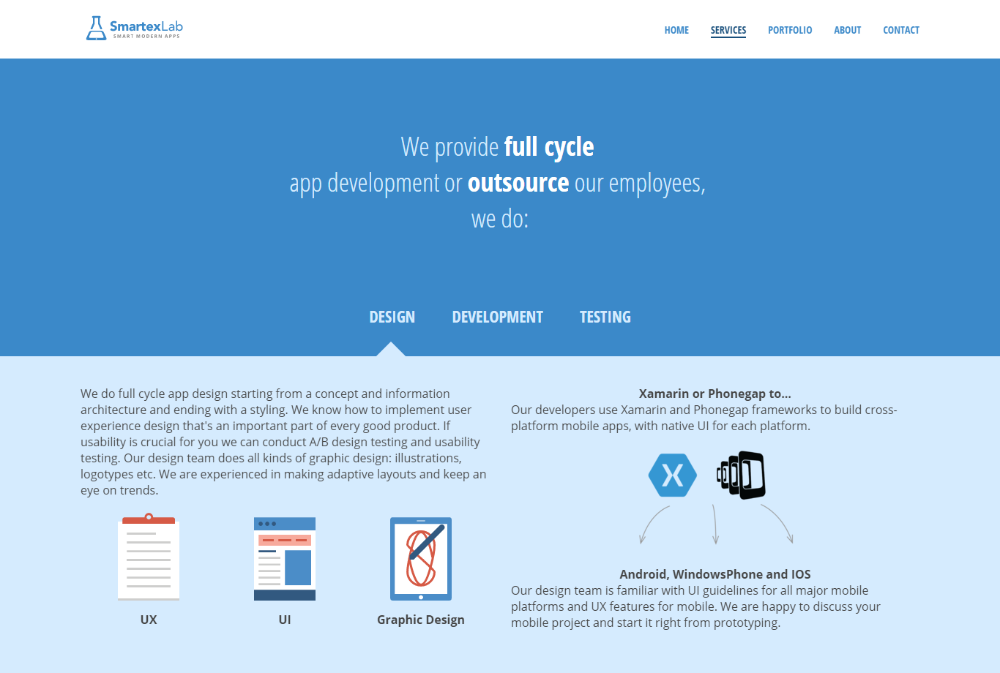 SmartexLab
SMART MODERN APPS
HOME
SERVICES
PORTFOLIO
ABOUT
CONTACT
We provide full cycle
app development or outsource our employees,
we do:
DESIGN
DEVELOPMENT
TESTING
We do full cycle app design starting from a concept and information
architecture and ending with a styling. We know how to implement user
experience design that's an important part of every good product. If
usability is crucial for you we can conduct A/B design testing and usability
testing. Our design team does all kinds of graphic design: illustrations,
logotypes etc. We are experienced in making adaptive layouts and keep an
eye on trends.
UX
UI
Graphic Design
Xamarin or Phonegap to...
Our developers use Xamarin and Phonegap frameworks to build cross-
platform mobile apps, with native UI for each platform.
Android, WindowsPhone and IOS
Our design team is familiar with UI guidelines for all major mobile
platforms and UX features for mobile. We are happy to discuss your
mobile project and start it right from prototyping.